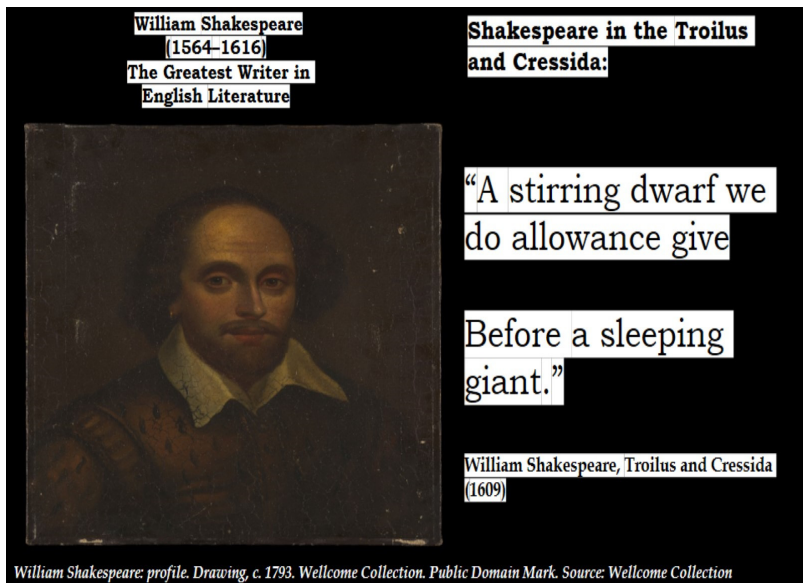 William Shakespeare
(1564–1616)
The Greatest Writer in
English Literature
Shakespeare in the Troilus
and Cressida:
“A stirring dwarf we
do allowance give
Before a sleeping
giant.”
William Shakespeare, Troilus and Cressida
(1609)
William Shakespeare: profile. Drawing, c. 1793. Wellcome Collection. Public Domain Mark. Source: Wellcome Collection